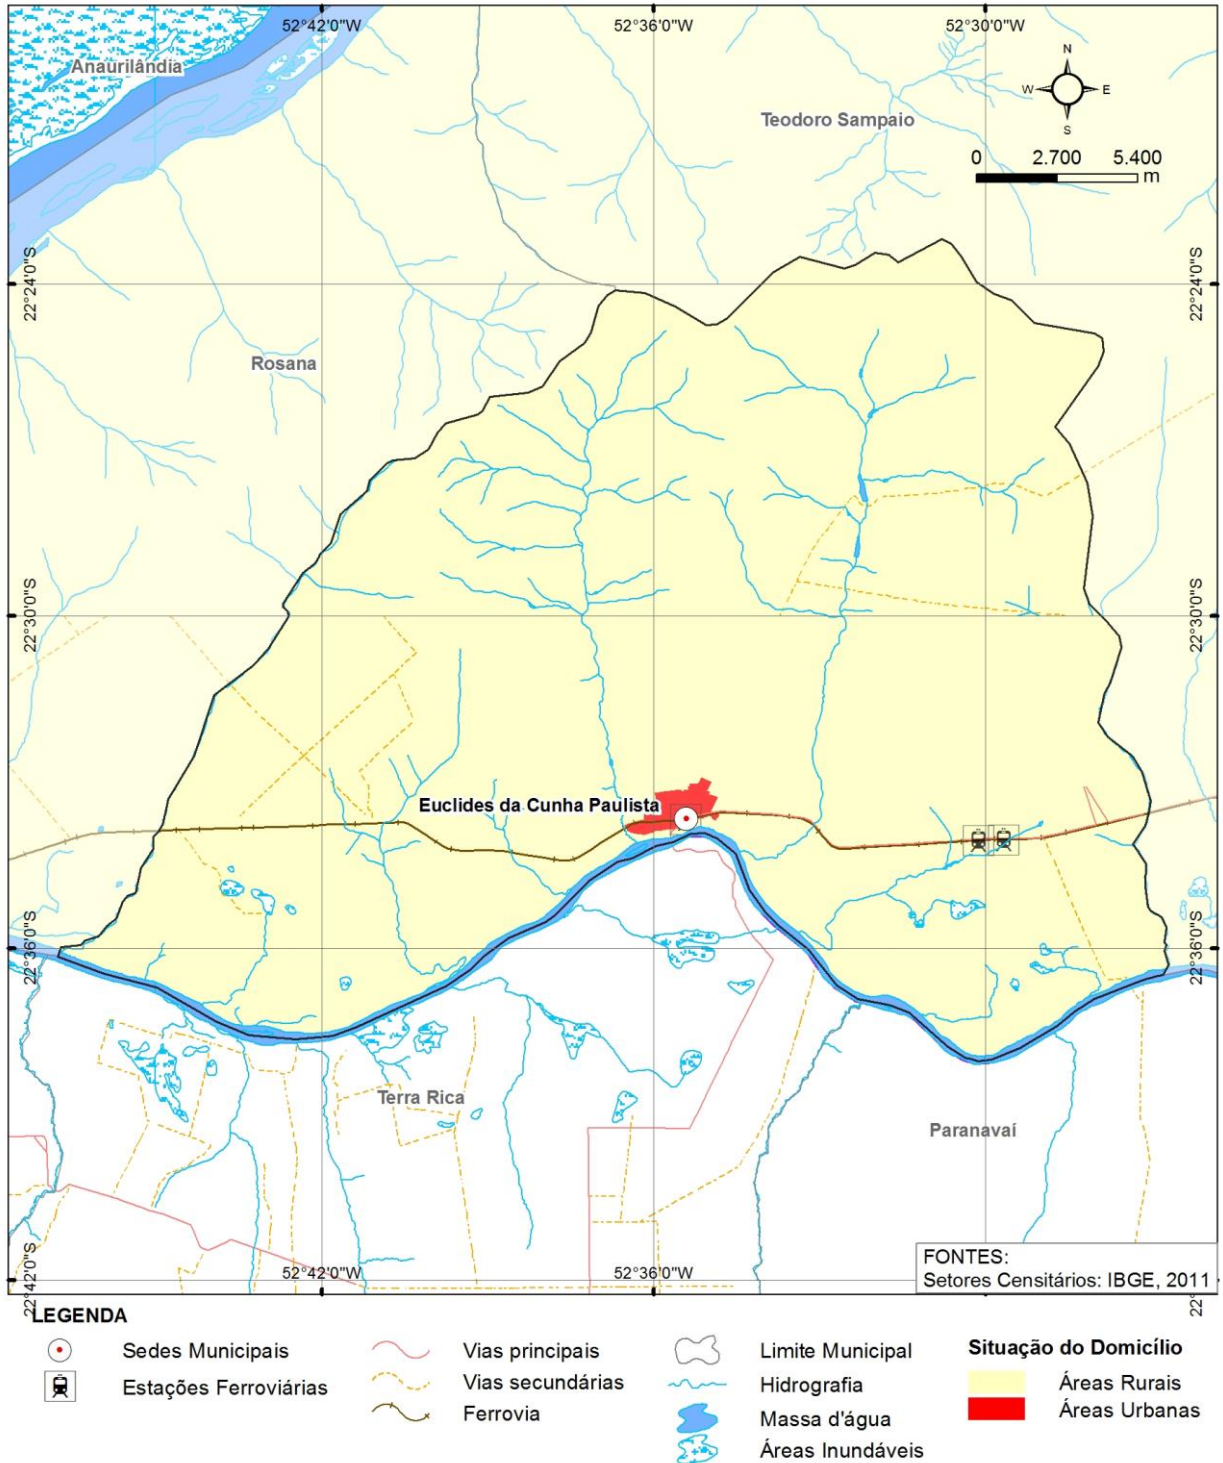 52°42'0"W
52°36'0"W
52°30'0"W
Anaurilândia
N
W
E
S
Teodoro Sampaio
0 2.700 5.400
m
22°24'0"S
22°24'0"S
Rosana
22°30'0"S
22°30'0"S
Euclides da Cunha Paulista
22°36'0"S
22°36'0"S
Terra Rica
Paranavaí
22°42'0"S
52°42'0"W
52°36'0"W
FONTES:
Setores Censitários: IBGE, 2011
22°
"S
LEGENDA
Sedes Municipais
Estações Ferroviárias
Vias principais
Vias secundárias
Ferrovia
Limite Municipal
Hidrografia
Massa d'água
Áreas Inundáveis
Situação do Domicílio
Áreas Rurais
Áreas Urbanas